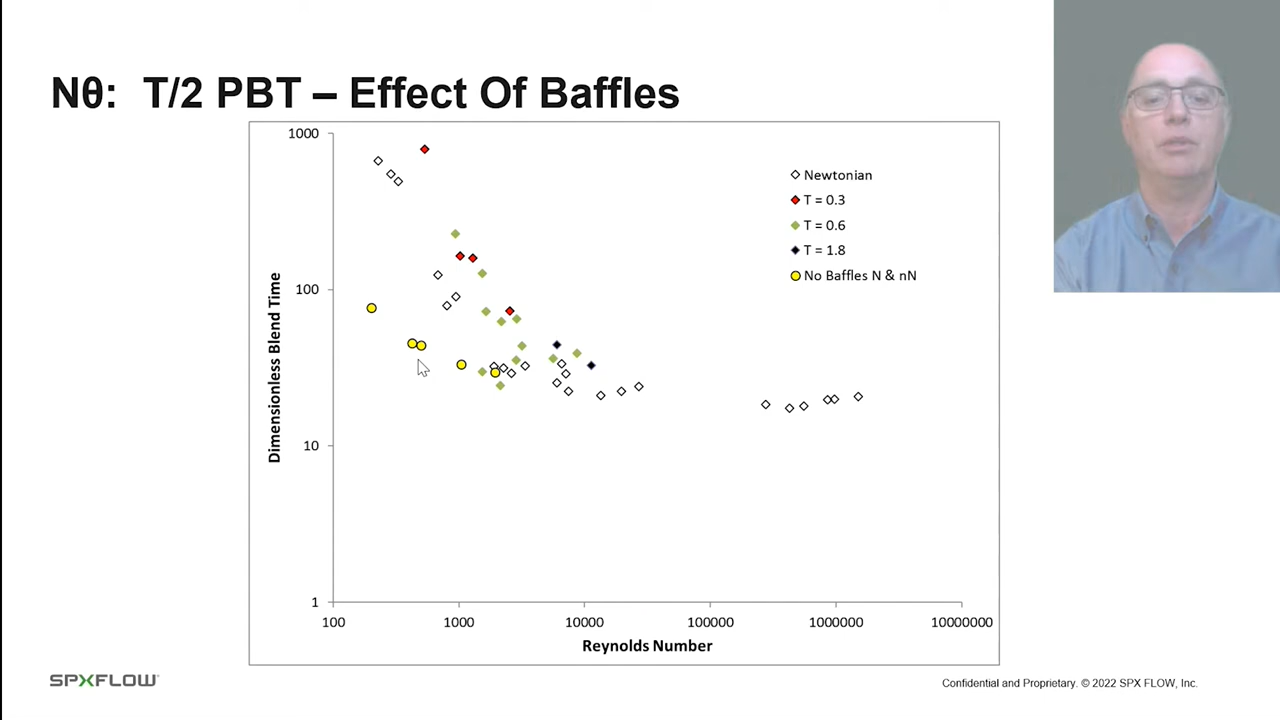 Nθ: T/2 PBT – Effect Of Baffles
1000
100
10
1
Dimensionless Blend Time
Newtonian
T = 0.3
T = 0.6
T = 1.8
No Baffles N & nN
100
1000
10000
100000
1000000
10000000
Reynolds Number
SPXFLOW
Confidential and Proprietary. © 2022 SPX FLOW, Inc.